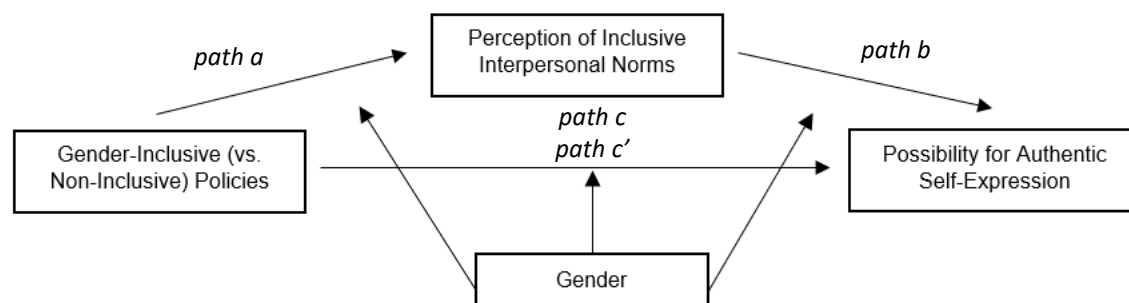 Perception of Inclusive
Interpersonal Norms
path a
path b
path c
path c’
Gender-Inclusive (vs.
Non-Inclusive) Policies
Possibility for Authentic
Self-Expression
Gender